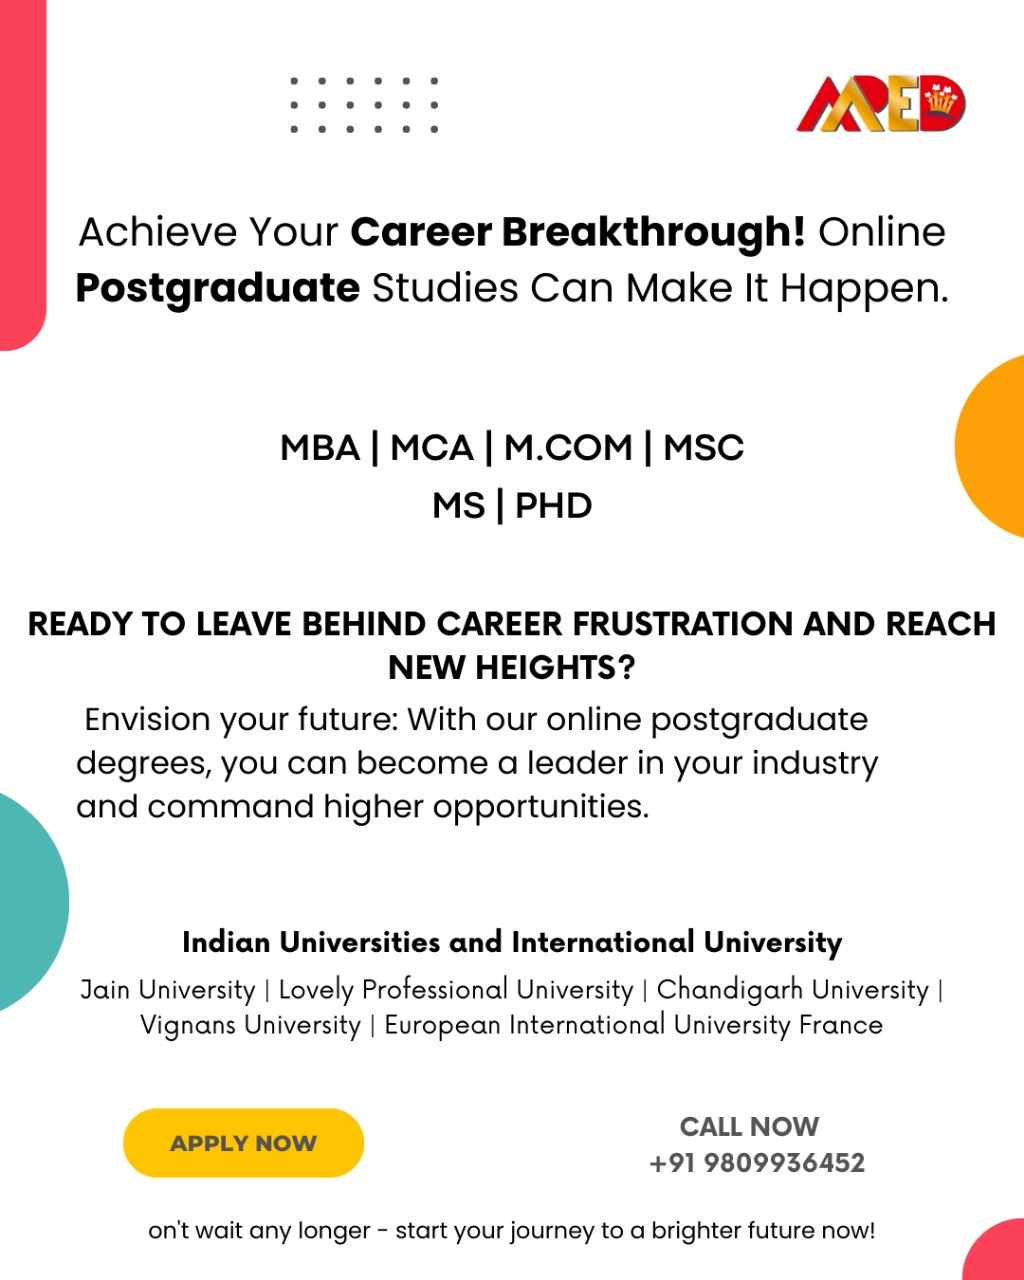 MPED
Achieve Your Career Breakthrough! Online
Postgraduate Studies Can Make It Happen.
MBA | MCA | M.COM | MSC
MS | PHD
READY TO LEAVE BEHIND CAREER FRUSTRATION AND REACH
NEW HEIGHTS?
Envision your future: With our online postgraduate
degrees, you can become a leader in your industry
and command higher opportunities.
Indian Universities and International University
Jain University | Lovely Professional University | Chandigarh University |
Vignans University | European International University France
APPLY NOW
CALL NOW
+91 9809936452
on't wait any longer - start your journey to a brighter future now!